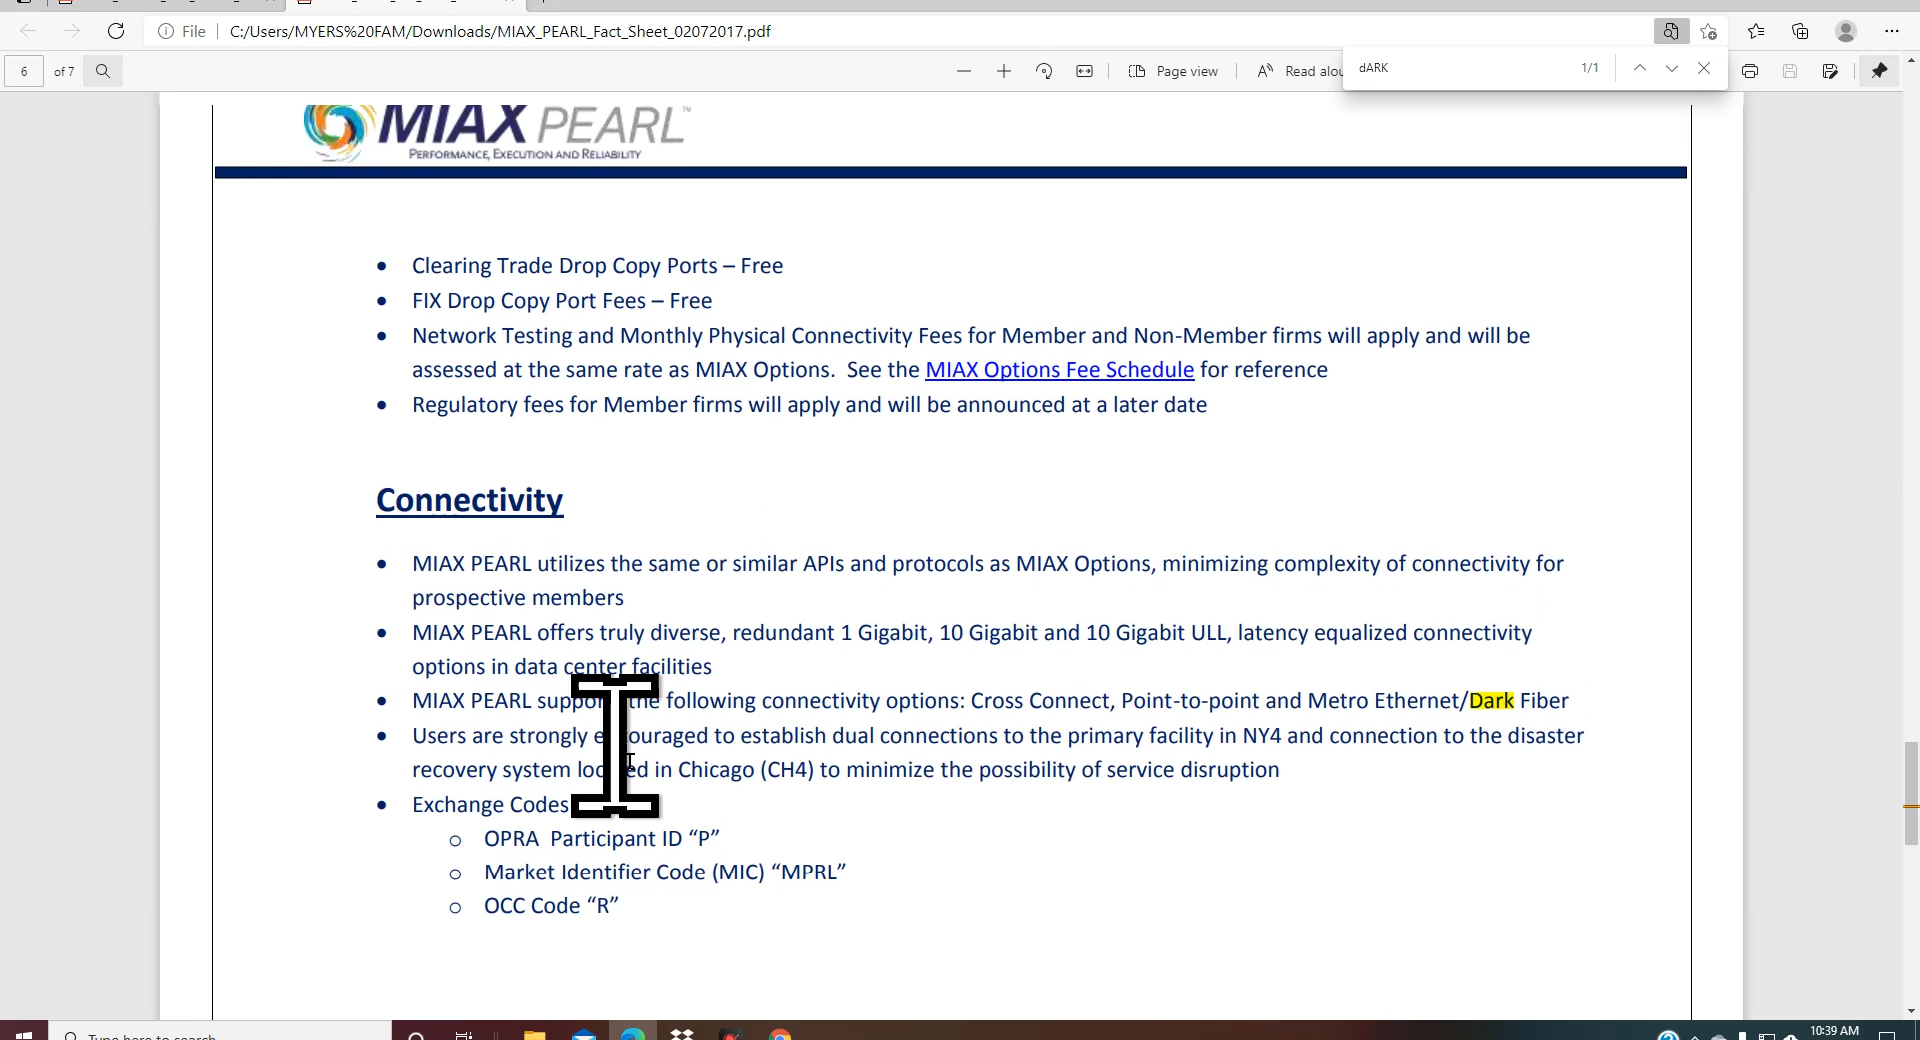 File C:/Users/MYERS%20FAM/Downloads/MIAX_PEARL_Fact_Sheet_02072017.pdf
6 of 7 Page view Read alou dARK 1/1
MIAX PEARL™
PERFORMANCE, EXECUTION AND RELIABILITY
• Clearing Trade Drop Copy Ports – Free
• FIX Drop Copy Port Fees – Free
• Network Testing and Monthly Physical Connectivity Fees for Member and Non-Member firms will apply and will be
assessed at the same rate as MIAX Options. See the MIAX Options Fee Schedule for reference
• Regulatory fees for Member firms will apply and will be announced at a later date
Connectivity
• MIAX PEARL utilizes the same or similar APIs and protocols as MIAX Options, minimizing complexity of connectivity for
prospective members
• MIAX PEARL offers truly diverse, redundant 1 Gigabit, 10 Gigabit and 10 Gigabit ULL, latency equalized connectivity
options in data center facilities
• MIAX PEARL suppor the following connectivity options: Cross Connect, Point-to-point and Metro Ethernet/Dark Fiber
• Users are strongly e ouraged to establish dual connections to the primary facility in NY4 and connection to the disaster
recovery system loc ed in Chicago (CH4) to minimize the possibility of service disruption
• Exchange Codes
o OPRA Participant ID “P”
o Market Identifier Code (MIC) “MPRL”
o OCC Code “R”
Type here to search
10:39 AM